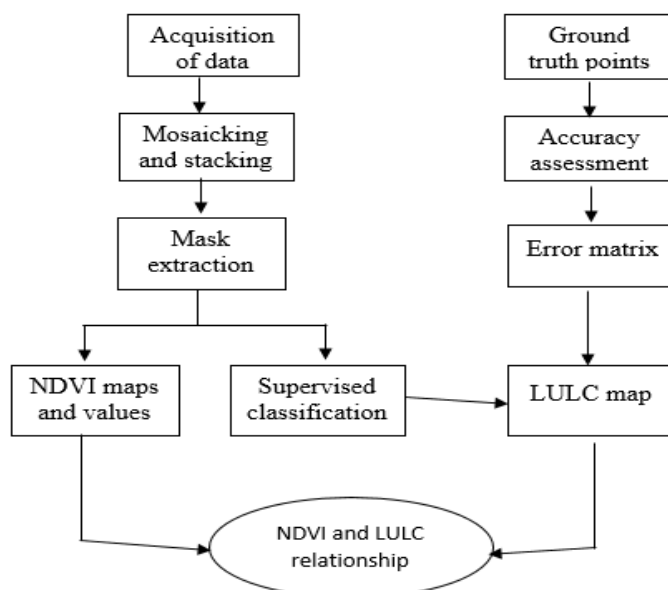 Acquisition
of data
Ground
truth points
Mosaicking
and stacking
Accuracy
assessment
Mask
extraction
Error matrix
NDVI maps
and values
Supervised
classification
LULC map
NDVI and LULC
relationship